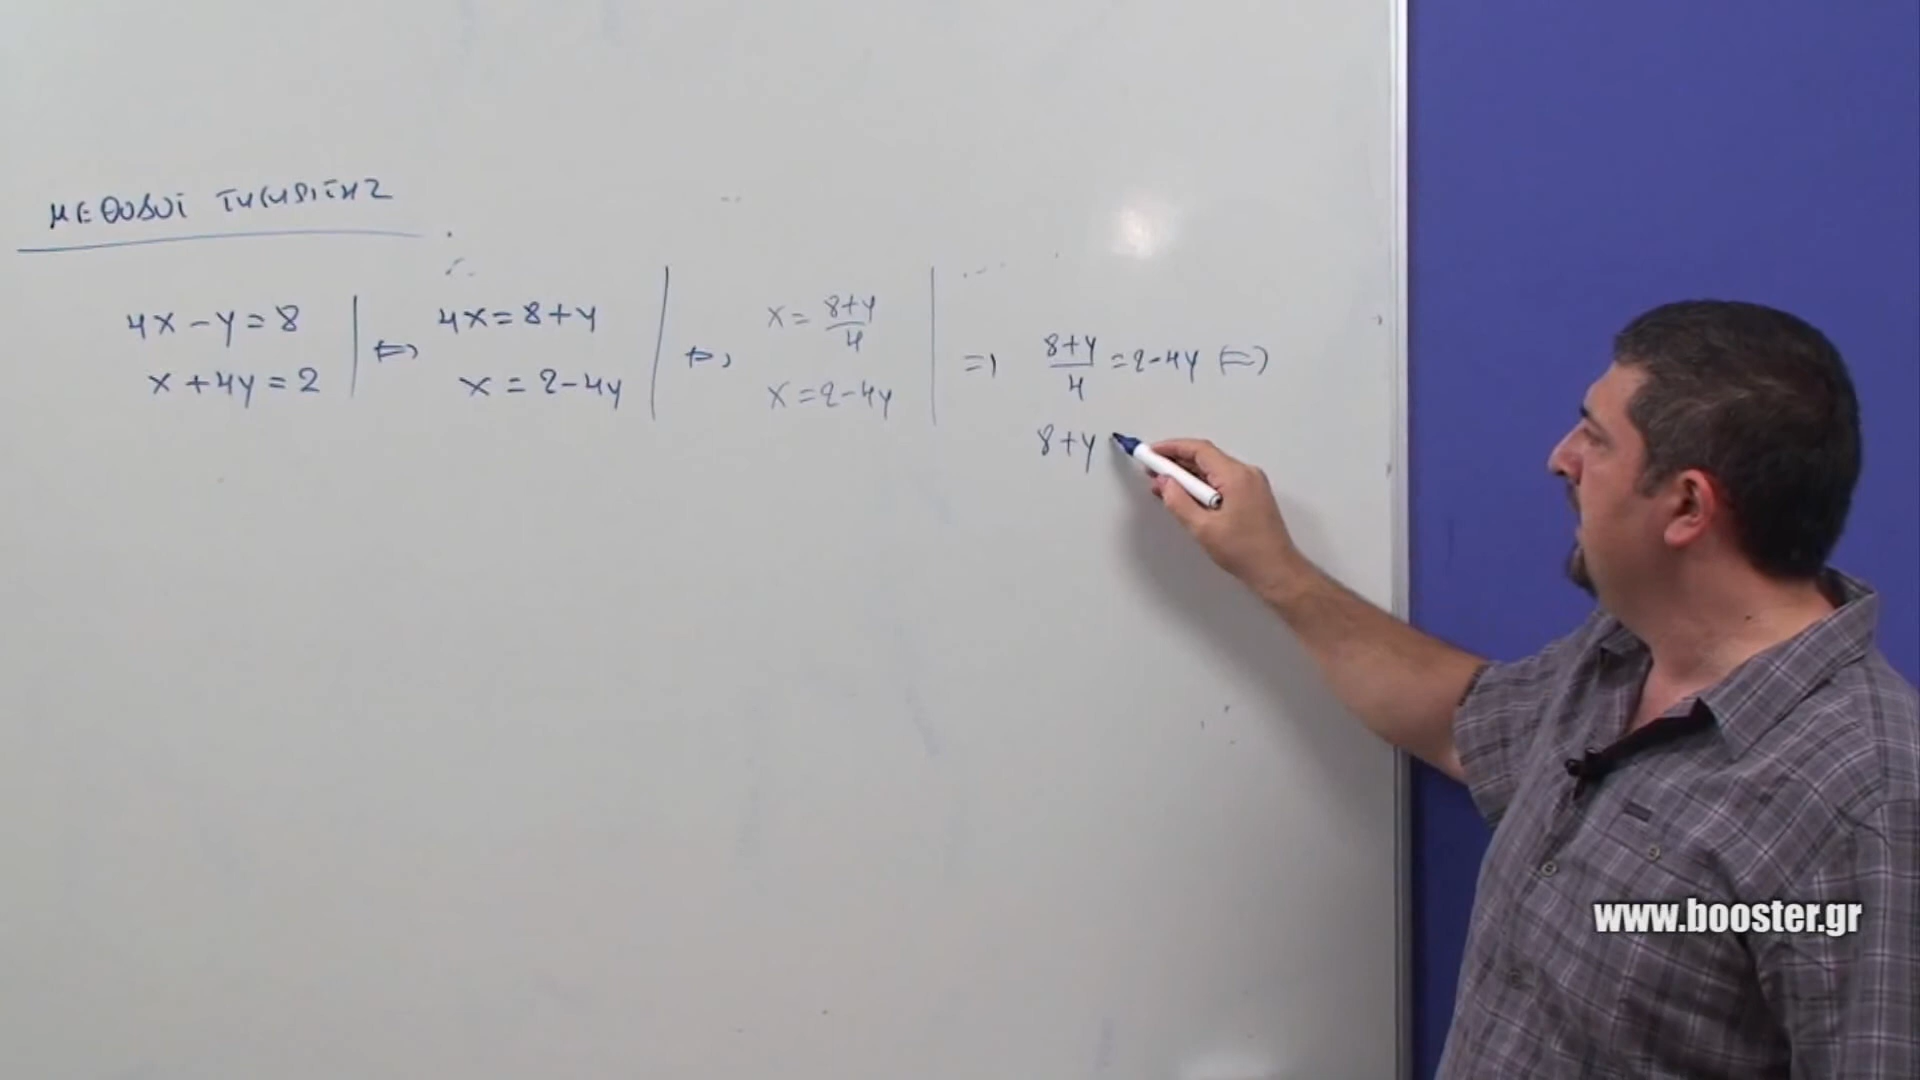 ΜΕΘΟΔΟΣ ΣΥΓΚΡΙΣΗΣ
4x - y = 8
x + 4y = 2
⇔
4x = 8 + y
x = 2 - 4y
⇔
x = (8+y)/4
x = 2 - 4y
⇒ (8+y)/4 = 2 - 4y ⇔
8 + y
www.booster.gr